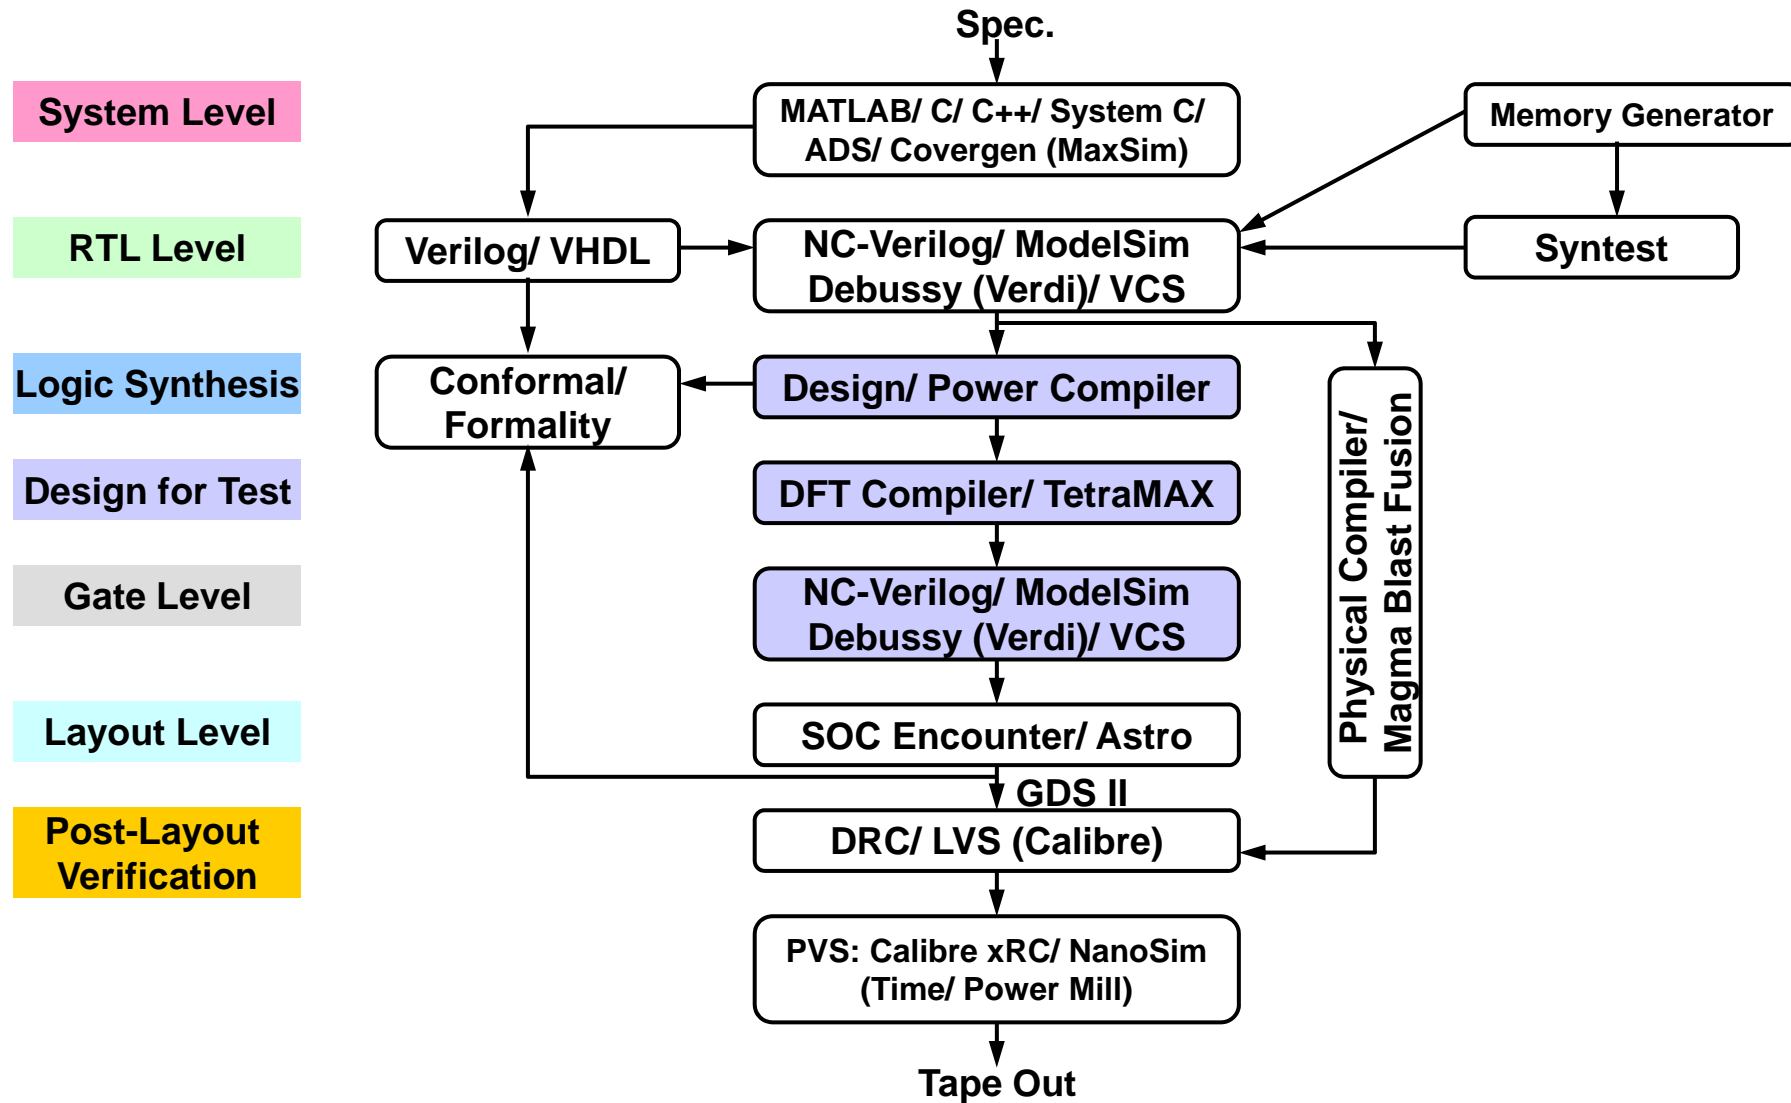 Spec.
System Level
MATLAB/ C/ C++/ System C/
ADS/ Covergen (MaxSim)
Memory Generator
RTL Level
Verilog/ VHDL
NC-Verilog/ ModelSim
Debussy (Verdi)/ VCS
Syntest
Logic Synthesis
Conformal/
Formality
Design/ Power Compiler
Physical Compiler/
Magma Blast Fusion
Design for Test
DFT Compiler/ TetraMAX
Gate Level
NC-Verilog/ ModelSim
Debussy (Verdi)/ VCS
Layout Level
SOC Encounter/ Astro
GDS II
Post-Layout
Verification
DRC/ LVS (Calibre)
PVS: Calibre xRC/ NanoSim
(Time/ Power Mill)
Tape Out